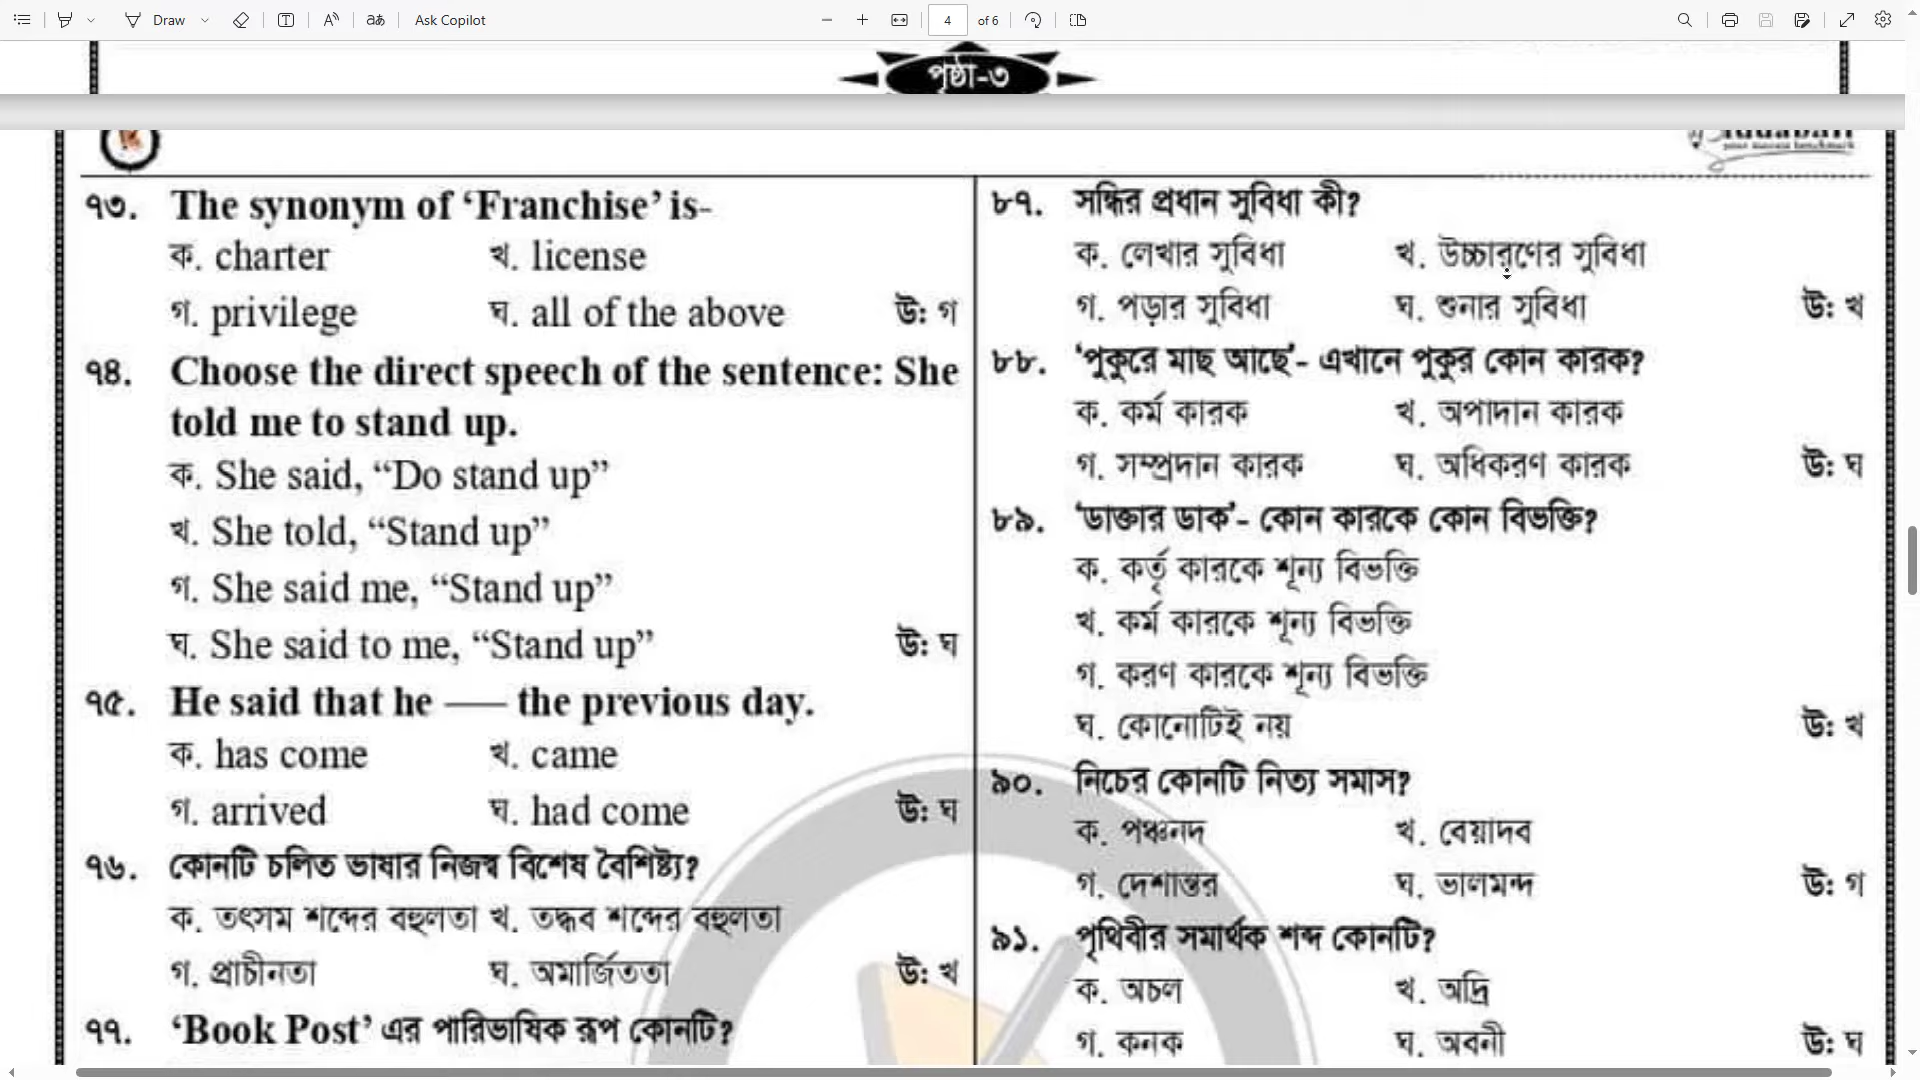 Draw
Ask Copilot
4 of 6
পৃষ্ঠা-৩
your success benchmark
৭৩. The synonym of ‘Franchise’ is-
ক. charter খ. license
গ. privilege ঘ. all of the above উ: গ
৭৪. Choose the direct speech of the sentence: She
told me to stand up.
ক. She said, “Do stand up”
খ. She told, “Stand up”
গ. She said me, “Stand up”
ঘ. She said to me, “Stand up” উ: ঘ
৭৫. He said that he —— the previous day.
ক. has come খ. came
গ. arrived ঘ. had come উ: ঘ
৭৬. কোনটি চলিত ভাষার নিজস্ব বিশেষ বৈশিষ্ট্য?
ক. তৎসম শব্দের বহুলতা খ. তদ্ভব শব্দের বহুলতা
গ. প্রাচীনতা ঘ. অমার্জিততা উ: খ
৭৭. ‘Book Post’ এর পারিভাষিক রূপ কোনটি?
৮৭. সন্ধির প্রধান সুবিধা কী?
ক. লেখার সুবিধা খ. উচ্চারণের সুবিধা
গ. পড়ার সুবিধা ঘ. শুনার সুবিধা উ: খ
৮৮. ‘পুকুরে মাছ আছে’- এখানে পুকুর কোন কারক?
ক. কর্ম কারক খ. অপাদান কারক
গ. সম্প্রদান কারক ঘ. অধিকরণ কারক উ: ঘ
৮৯. ‘ডাক্তার ডাক’- কোন কারকে কোন বিভক্তি?
ক. কর্তৃ কারকে শূন্য বিভক্তি
খ. কর্ম কারকে শূন্য বিভক্তি
গ. করণ কারকে শূন্য বিভক্তি
ঘ. কোনোটিই নয় উ: খ
৯০. নিচের কোনটি নিত্য সমাস?
ক. পঞ্চনদ খ. বেয়াদব
গ. দেশান্তর ঘ. ভালমন্দ উ: গ
৯১. পৃথিবীর সমার্থক শব্দ কোনটি?
ক. অচল খ. অদ্রি
গ. কনক ঘ. অবনী উ: ঘ